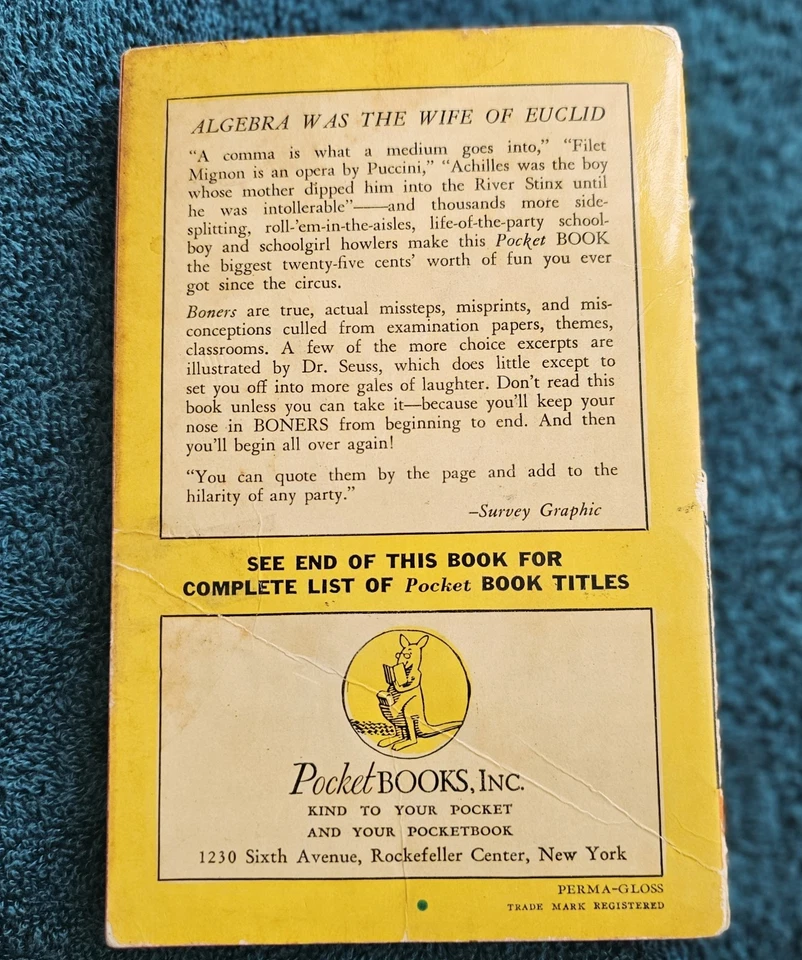 ALGEBRA WAS THE WIFE OF EUCLID
"A comma is what a medium goes into," "Filet
Mignon is an opera by Puccini," "Achilles was the boy
whose mother dipped him into the River Stinx until
he was intollerable"——and thousands more side-
splitting, roll-'em-in-the-aisles, life-of-the-party school-
boy and schoolgirl howlers make this Pocket BOOK
the biggest twenty-five cents' worth of fun you ever
got since the circus.
Boners are true, actual missteps, misprints, and mis-
conceptions culled from examination papers, themes,
classrooms. A few of the more choice excerpts are
illustrated by Dr. Seuss, which does little except to
set you off into more gales of laughter. Don't read this
book unless you can take it—because you'll keep your
nose in BONERS from beginning to end. And then
you'll begin all over again!
"You can quote them by the page and add to the
hilarity of any party."
–Survey Graphic
SEE END OF THIS BOOK FOR
COMPLETE LIST OF Pocket BOOK TITLES
Pocket BOOKS, INC.
KIND TO YOUR POCKET
AND YOUR POCKETBOOK
1230 Sixth Avenue, Rockefeller Center, New York
PERMA-GLOSS
TRADE MARK REGISTERED